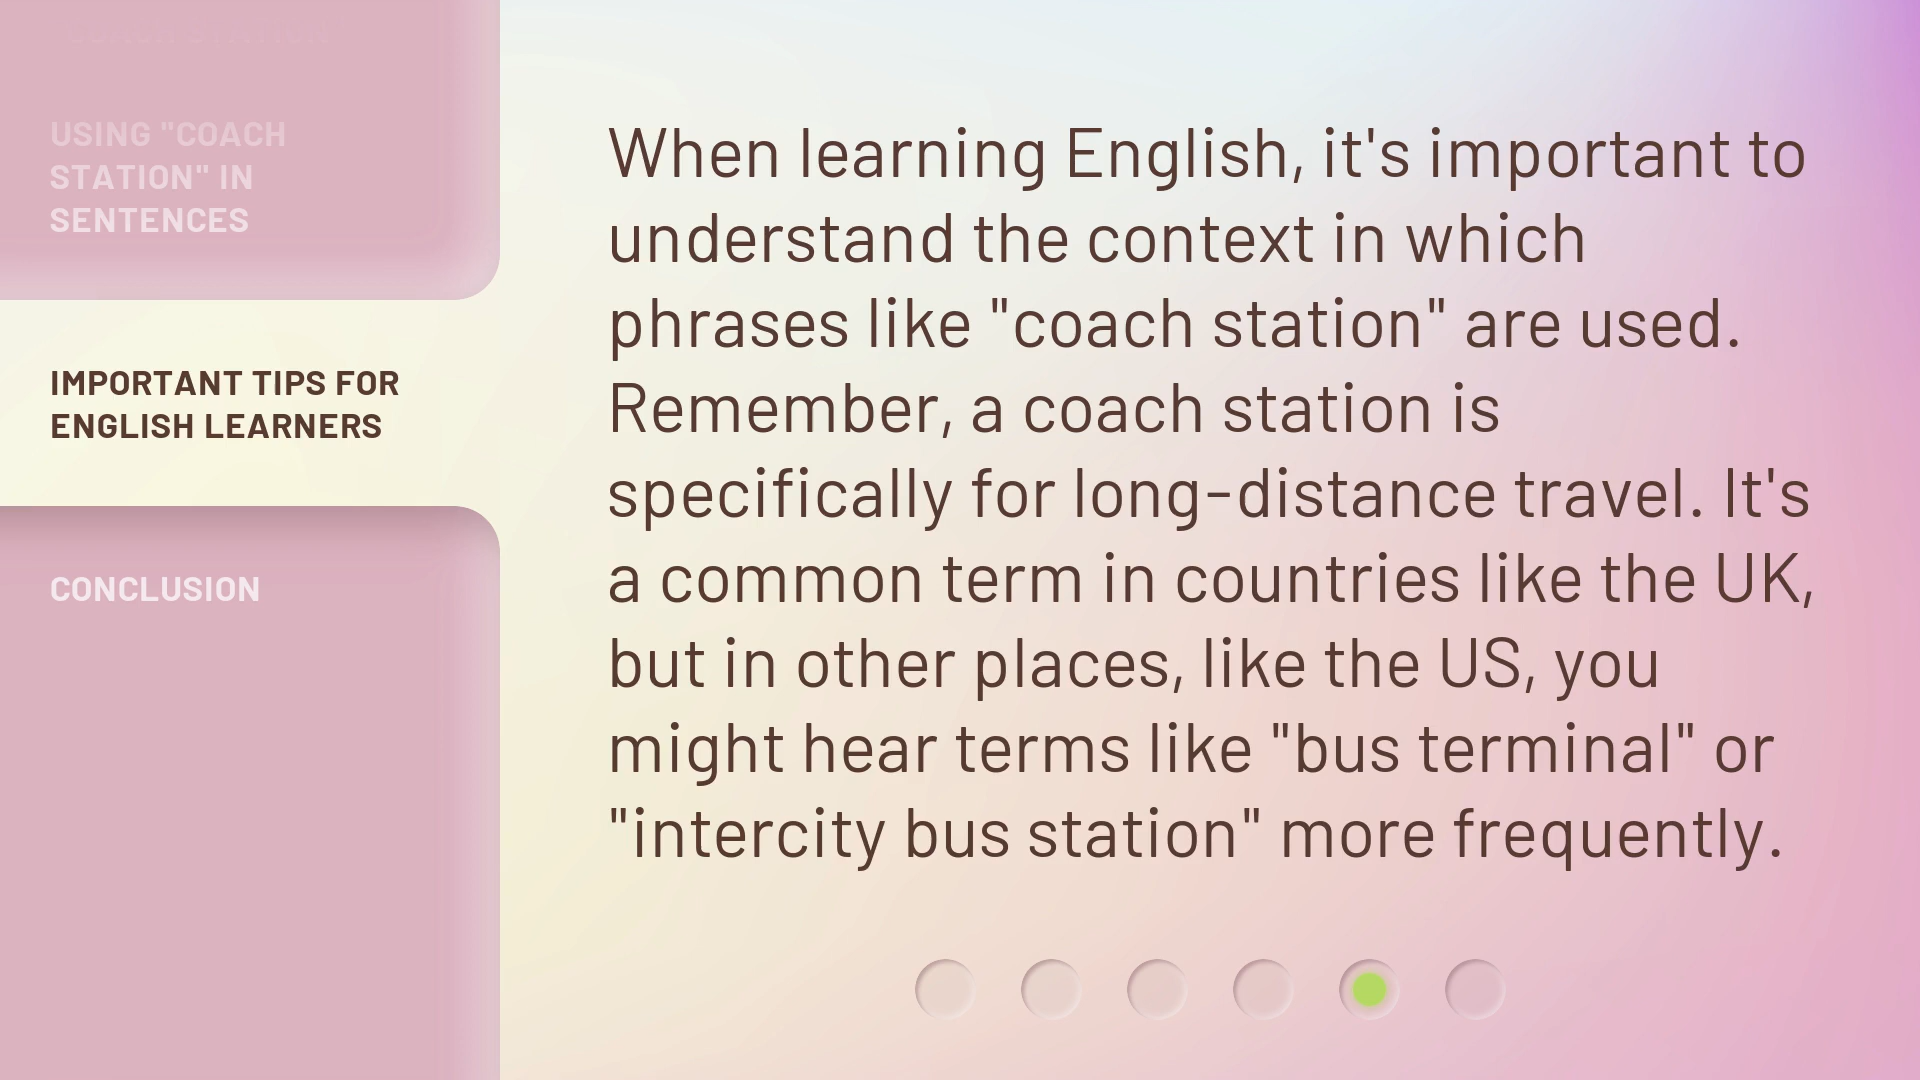 COACH STATION"
USING "COACH
STATION" IN
SENTENCES
IMPORTANT TIPS FOR
ENGLISH LEARNERS
CONCLUSION
When learning English, it's important to
understand the context in which
phrases like "coach station" are used.
Remember, a coach station is
specifically for long-distance travel. It's
a common term in countries like the UK,
but in other places, like the US, you
might hear terms like "bus terminal" or
"intercity bus station" more frequently.